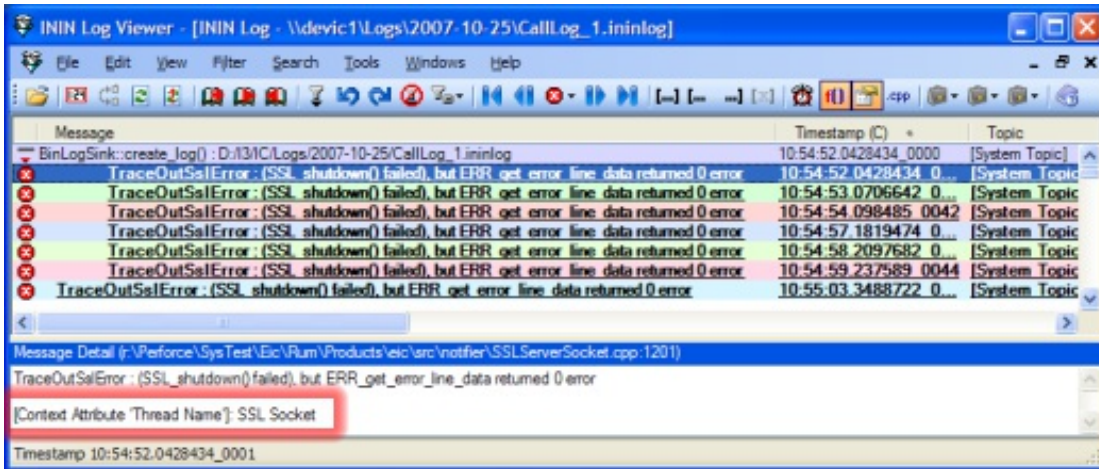 ININ Log Viewer - [ININ Log - \\devic1\Logs\2007-10-25\CallLog_1.ininlog]
File Edit View Filter Search Tools Windows Help
f() .cpp
Message Timestamp (C) Topic
BinLogSink::create_log() : D:/I3/IC/Logs/2007-10-25/CallLog_1.ininlog 10:54:52.0428434_0000 [System Topic]
TraceOutSslError : (SSL_shutdown() failed), but ERR_get_error_line_data returned 0 error 10:54:52.0428434_0... [System Topic
TraceOutSslError : (SSL_shutdown() failed), but ERR_get_error_line_data returned 0 error 10:54:53.0706642_0... [System Topic
TraceOutSslError : (SSL_shutdown() failed), but ERR_get_error_line_data returned 0 error 10:54:54.098485_0042 [System Topic
TraceOutSslError : (SSL_shutdown() failed), but ERR_get_error_line_data returned 0 error 10:54:57.1819474_0... [System Topic
TraceOutSslError : (SSL_shutdown() failed), but ERR_get_error_line_data returned 0 error 10:54:58.2097682_0... [System Topic
TraceOutSslError : (SSL_shutdown() failed), but ERR_get_error_line_data returned 0 error 10:54:59.237589_0044 [System Topic
TraceOutSslError : (SSL_shutdown() failed), but ERR_get_error_line_data returned 0 error 10:55:03.3488722_0... [System Topic
Message Detail (r:\Perforce\SysTest\Eic\Rum\Products\eic\src\notifier\SSLServerSocket.cpp:1201)
TraceOutSslError : (SSL_shutdown() failed), but ERR_get_error_line_data returned 0 error
[Context Attribute 'Thread Name']: SSL Socket
Timestamp 10:54:52.0428434_0001